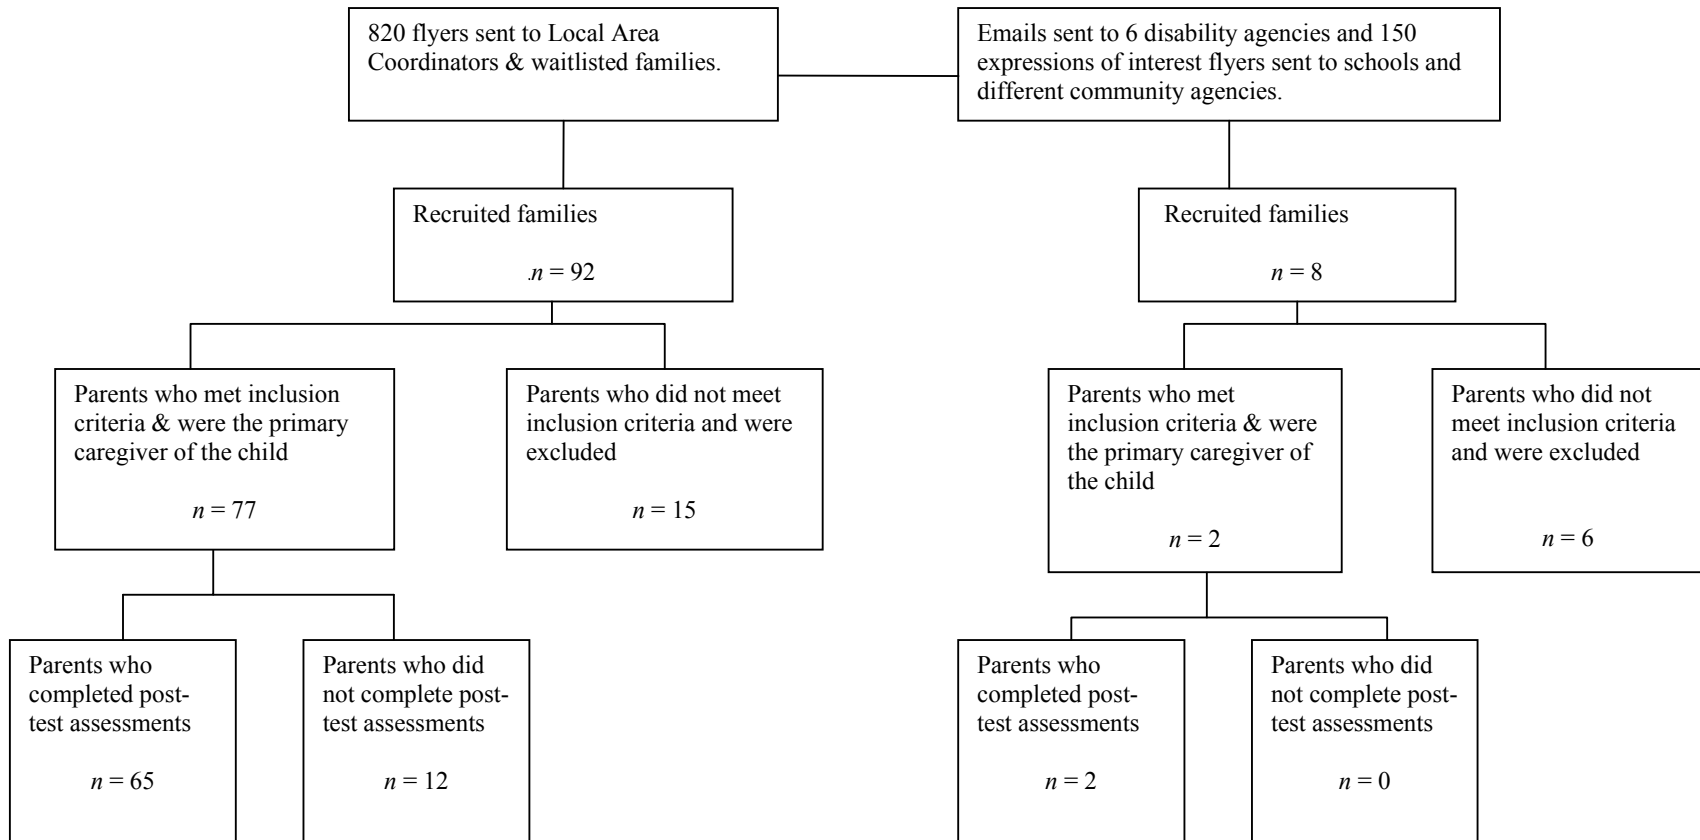 820 flyers sent to Local Area
Coordinators & waitlisted families.
Emails sent to 6 disability agencies and 150
expressions of interest flyers sent to schools and
different community agencies.
Recruited families
.n = 92
Recruited families
n = 8
Parents who met inclusion
criteria & were the primary
caregiver of the child
n = 77
Parents who did not meet
inclusion criteria and were
excluded
n = 15
Parents who met
inclusion criteria & were
the primary caregiver of
the child
n = 2
Parents who did not
meet inclusion criteria
and were excluded
n = 6
Parents who
completed post-
test assessments
n = 65
Parents who did
not complete post-
test assessments
n = 12
Parents who
completed post-
test assessments
n = 2
Parents who did
not complete post-
test assessments
n = 0